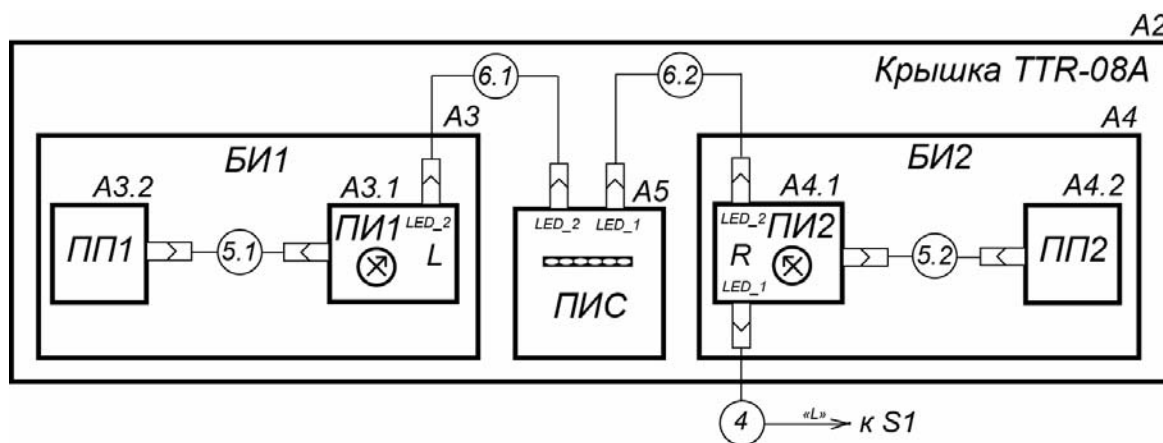 A2
Крышка TTR-08A
6.1
6.2
A3
БИ1
A4
БИ2
A3.2
A3.1
A5
A4.1
A4.2
ПП1
5.1
ПИ1
LED_2
L
LED_2
LED_1
ПИС
LED_2
ПИ2
R
LED_1
5.2
ПП2
4
«L»
к S1